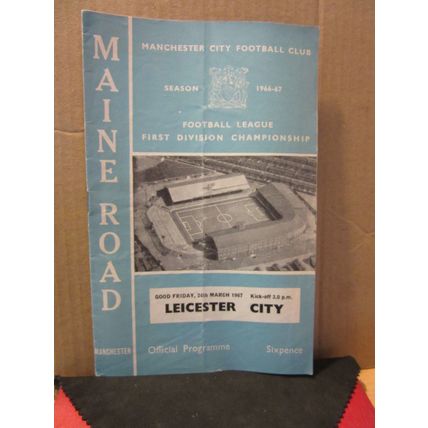 MAINE ROAD
MANCHESTER
MANCHESTER CITY FOOTBALL CLUB
SEASON 1966-67
FOOTBALL LEAGUE
FIRST DIVISION CHAMPIONSHIP
GOOD FRIDAY, 24th MARCH 1967 Kick-off 3.0 p.m.
LEICESTER CITY
Official Programme Sixpence